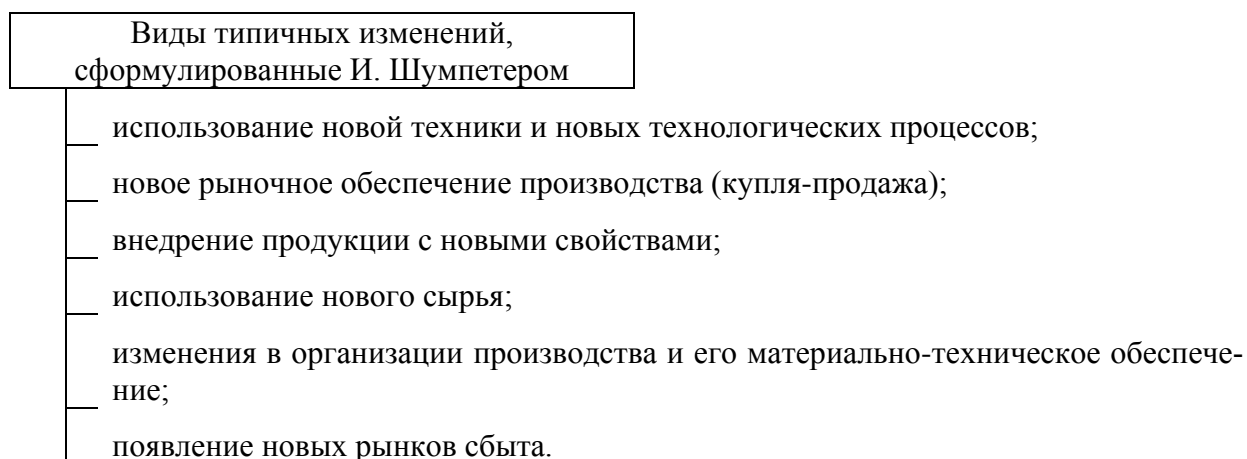 Виды типичных изменений,
сформулированные И. Шумпетером
использование новой техники и новых технологических процессов;
новое рыночное обеспечение производства (купля-продажа);
внедрение продукции с новыми свойствами;
использование нового сырья;
изменения в организации производства и его материально-техническое обеспече-
ние;
появление новых рынков сбыта.